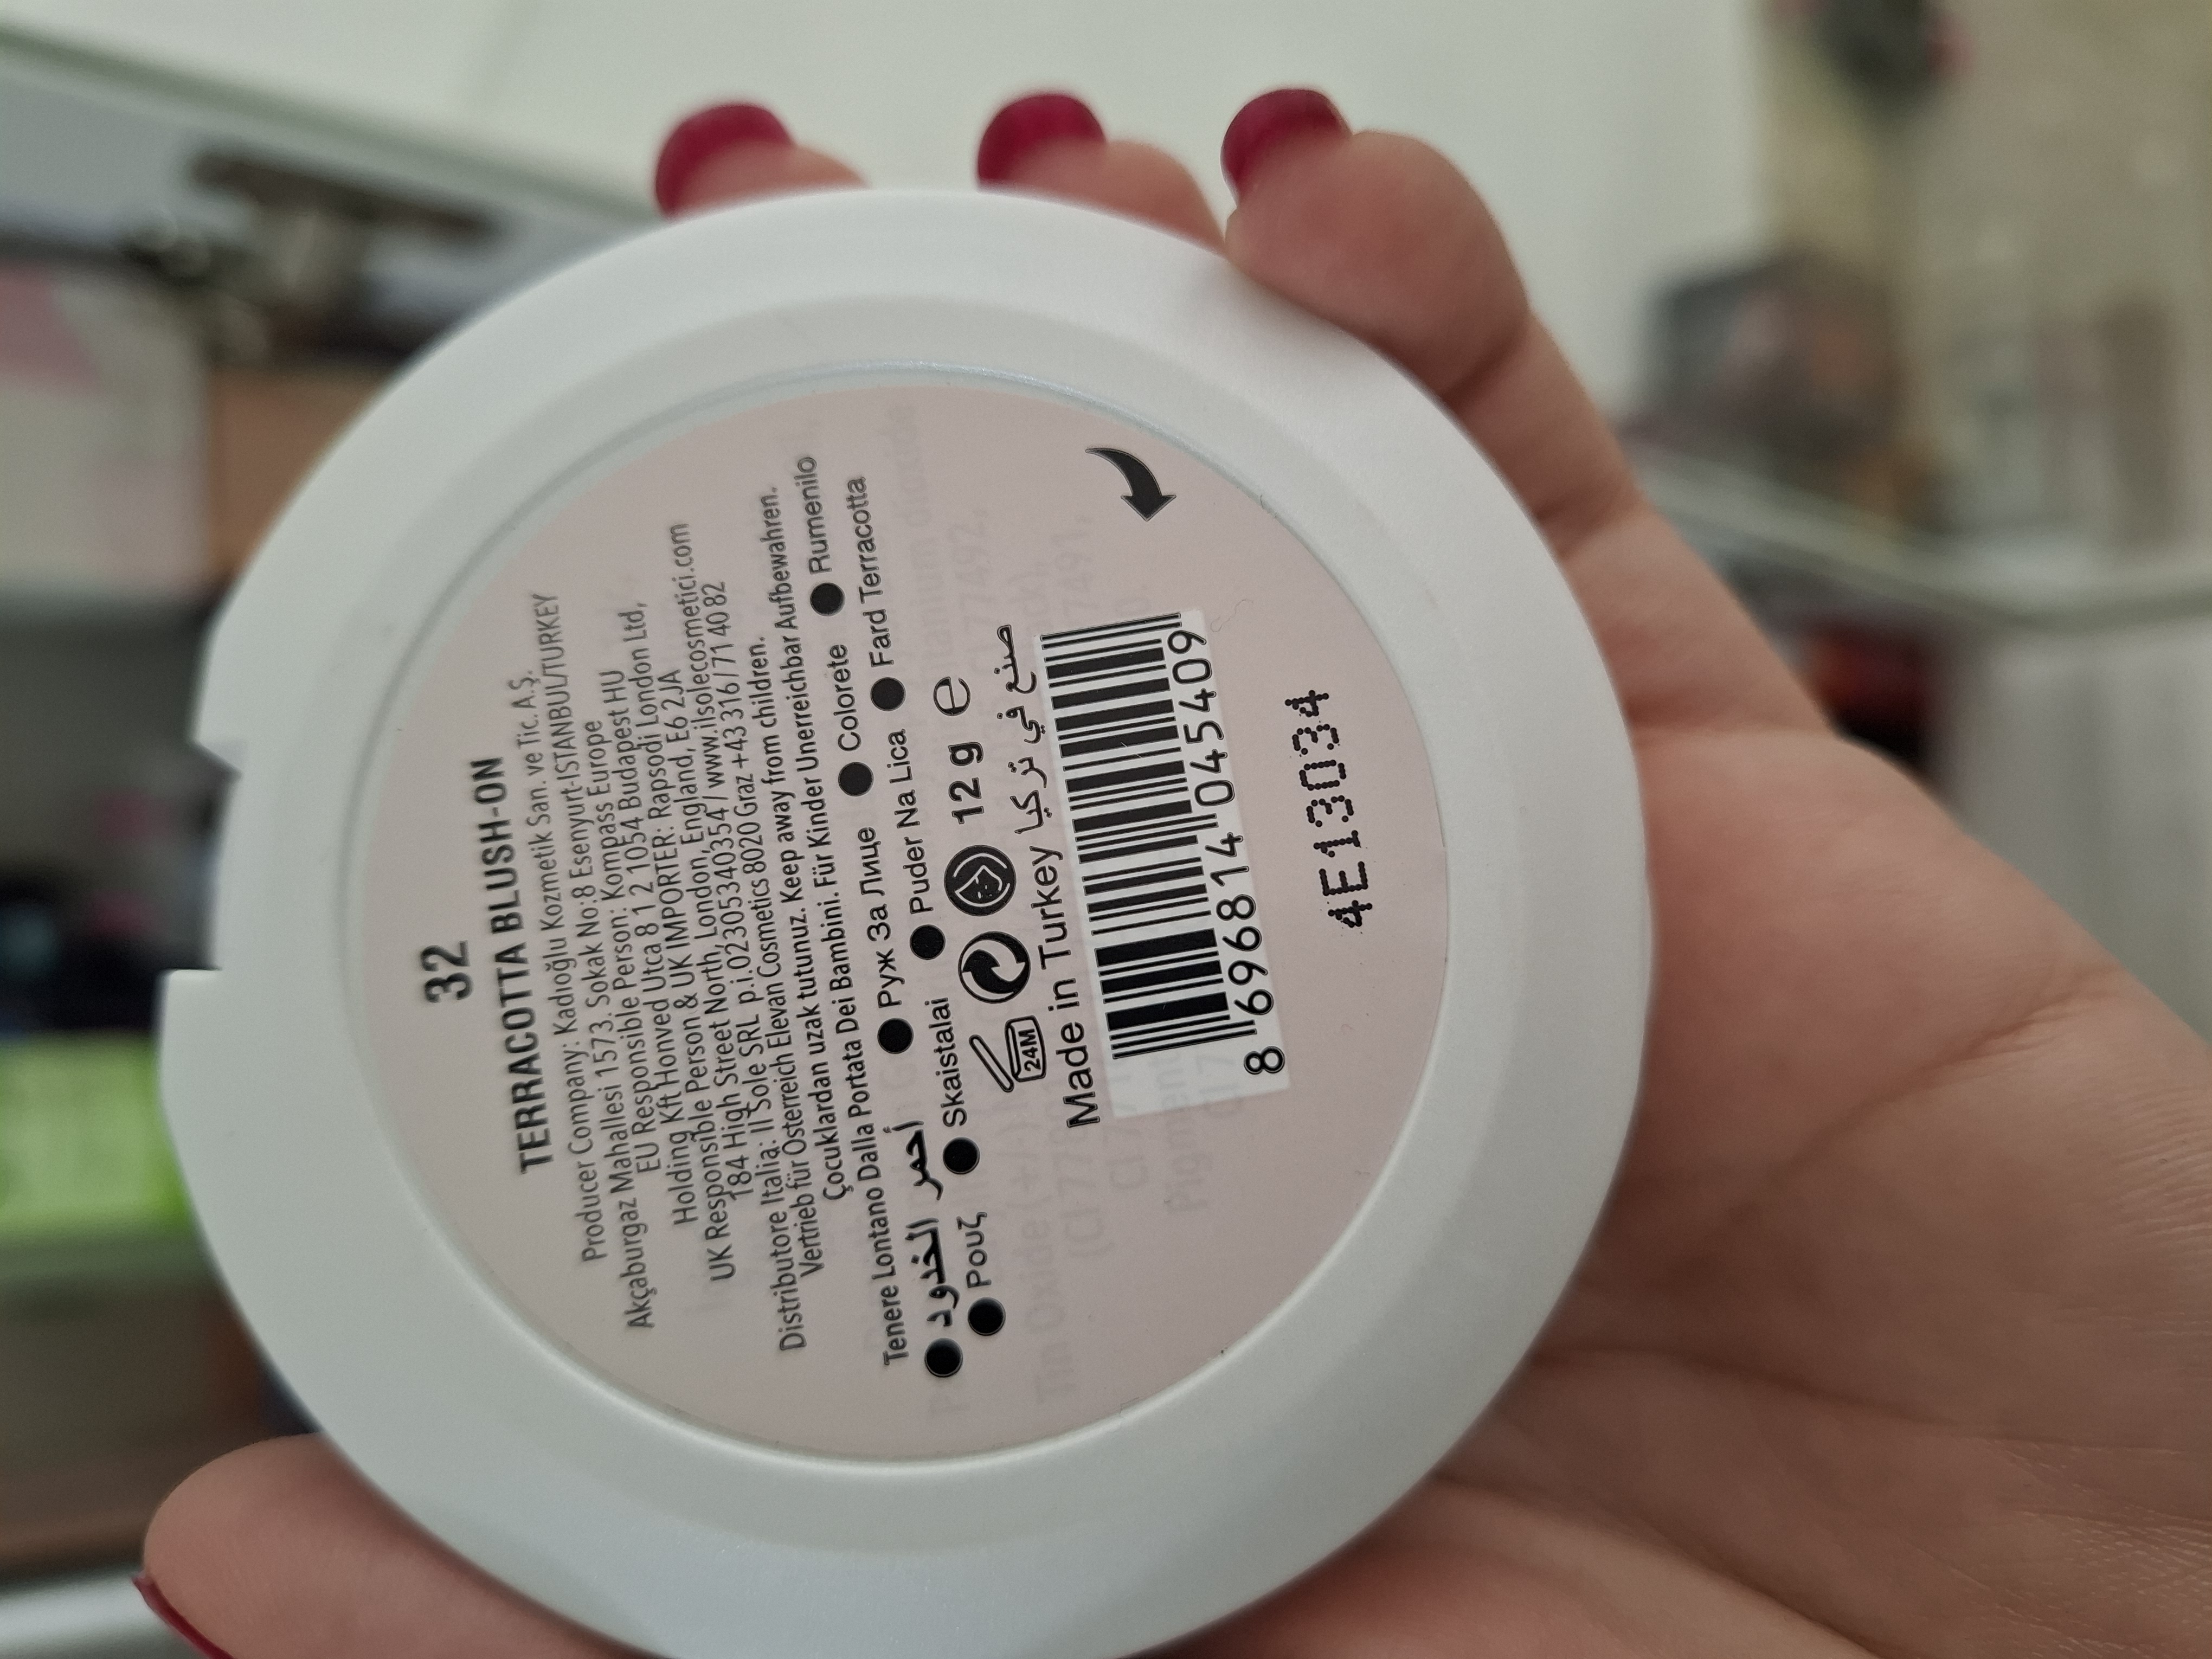 32
TERRACOTTA BLUSH-ON
Producer Company: Kadıoğlu Kozmetik San. ve Tic. A.Ş.
Akçaburgaz Mahallesi 1573. Sokak No:8 Esenyurt-İSTANBUL/TURKEY
EU Responsible Person: Kompass Europe
Holding Kft Honved Utca 8 1 2 1054 Budapest HU
UK Responsible Person & UK IMPORTER: Rapsodi London Ltd,
184 High Street North, London, England, E6 2JA
Distributore Italia: Il Sole SRL p.i.02305340354 / www.ilsolecosmetici.com
Vertrieb für Österreich Elevan Cosmetics 8020 Graz +43 316 / 71 40 82
Çocuklardan uzak tutunuz. Keep away from children.
Tenere Lontano Dalla Portata Dei Bambini. Für Kinder Unerreichbar Aufbewahren.
● أحمر الخدود ● Руж За Лице ● Colorete ● Rumenilo
● Ρουζ ● Skaistalai ● Puder Na Lica ● Fard Terracotta
24M 12 g e
Made in Turkey صنع في تركيا
8 696814 045409
4E13034